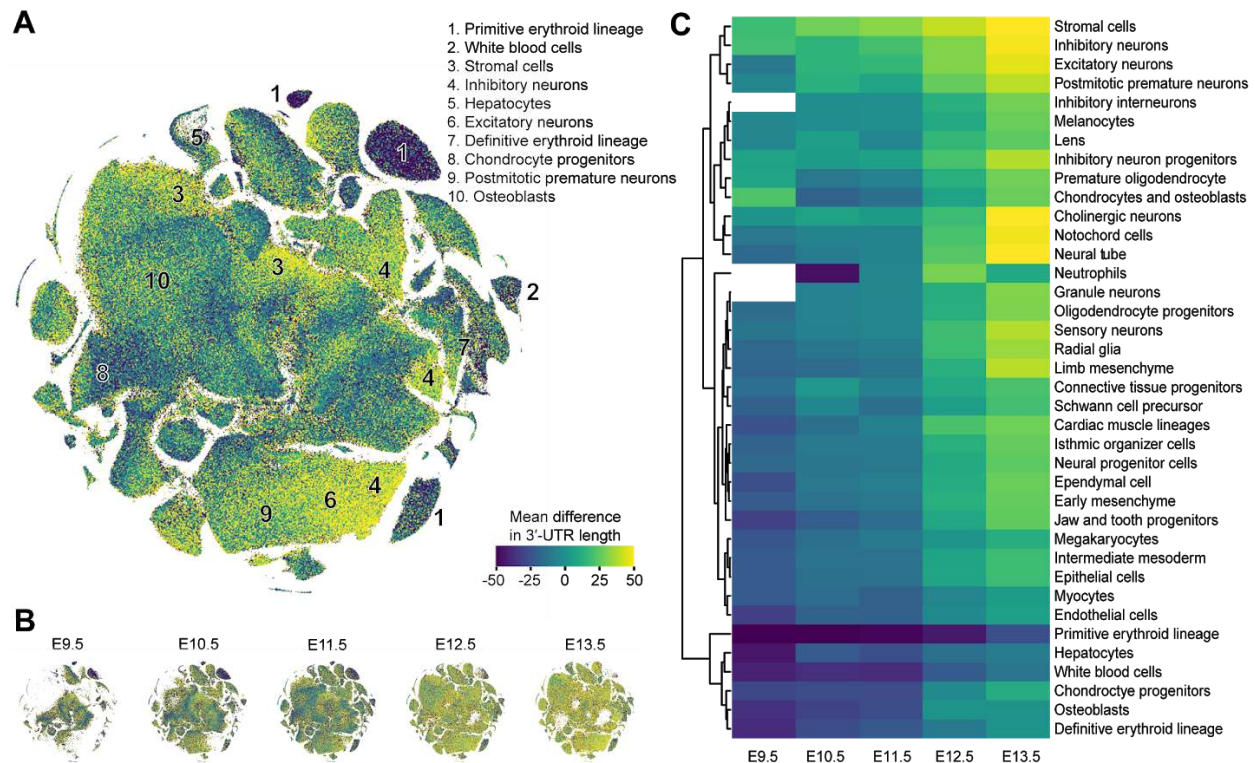 A
1. Primitive erythroid lineage
2. White blood cells
3. Stromal cells
4. Inhibitory neurons
5. Hepatocytes
6. Excitatory neurons
7. Definitive erythroid lineage
8. Chondrocyte progenitors
9. Postmitotic premature neurons
10. Osteoblasts
1
5
1
3
3
4
10
2
7
8
4
4
6
9
1
Mean difference
in 3'-UTR length
-50 -25 0 25 50
B
E9.5 E10.5 E11.5 E12.5 E13.5
C
Stromal cells
Inhibitory neurons
Excitatory neurons
Postmitotic premature neurons
Inhibitory interneurons
Melanocytes
Lens
Inhibitory neuron progenitors
Premature oligodendrocyte
Chondrocytes and osteoblasts
Cholinergic neurons
Notochord cells
Neural tube
Neutrophils
Granule neurons
Oligodendrocyte progenitors
Sensory neurons
Radial glia
Limb mesenchyme
Connective tissue progenitors
Schwann cell precursor
Cardiac muscle lineages
Isthmic organizer cells
Neural progenitor cells
Ependymal cell
Early mesenchyme
Jaw and tooth progenitors
Megakaryocytes
Intermediate mesoderm
Epithelial cells
Myocytes
Endothelial cells
Primitive erythroid lineage
Hepatocytes
White blood cells
Chondroctye progenitors
Osteoblasts
Definitive erythroid lineage
E9.5 E10.5 E11.5 E12.5 E13.5